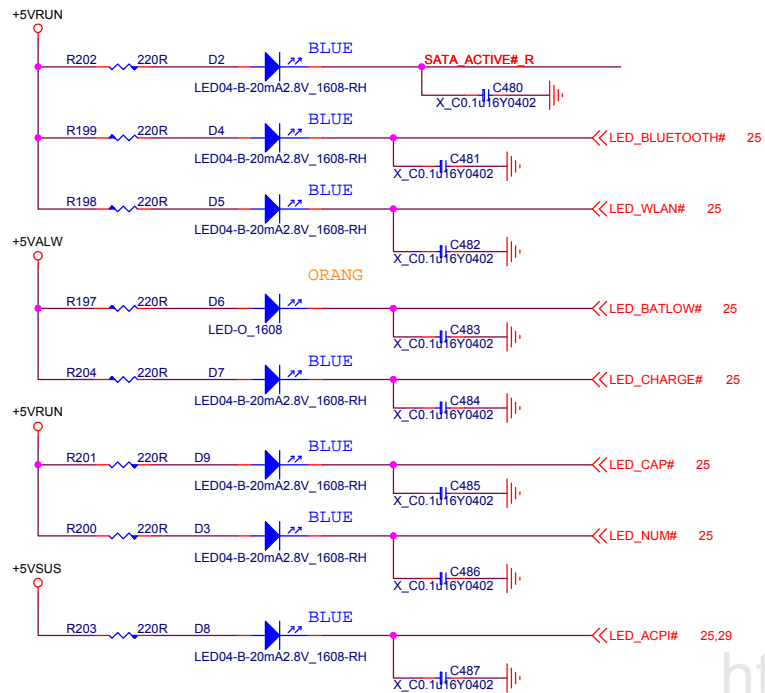 +5VRUN
R202 220R D2 BLUE SATA_ACTIVE#_R
LED04-B-20mA2.8V_1608-RH
C480
X_C0.1u16Y0402
R199 220R D4 BLUE LED_BLUETOOTH# 25
LED04-B-20mA2.8V_1608-RH
C481
X_C0.1u16Y0402
R198 220R D5 BLUE LED_WLAN# 25
LED04-B-20mA2.8V_1608-RH
C482
X_C0.1u16Y0402
+5VALW
R197 220R D6 ORANG LED_BATLOW# 25
LED-O_1608
C483
X_C0.1u16Y0402
R204 220R D7 BLUE LED_CHARGE# 25
LED04-B-20mA2.8V_1608-RH
C484
X_C0.1u16Y0402
+5VRUN
R201 220R D9 BLUE LED_CAP# 25
LED04-B-20mA2.8V_1608-RH
C485
X_C0.1u16Y0402
R200 220R D3 BLUE LED_NUM# 25
LED04-B-20mA2.8V_1608-RH
C486
X_C0.1u16Y0402
+5VSUS
R203 220R D8 BLUE LED_ACPI# 25,29
LED04-B-20mA2.8V_1608-RH
C487
X_C0.1u16Y0402